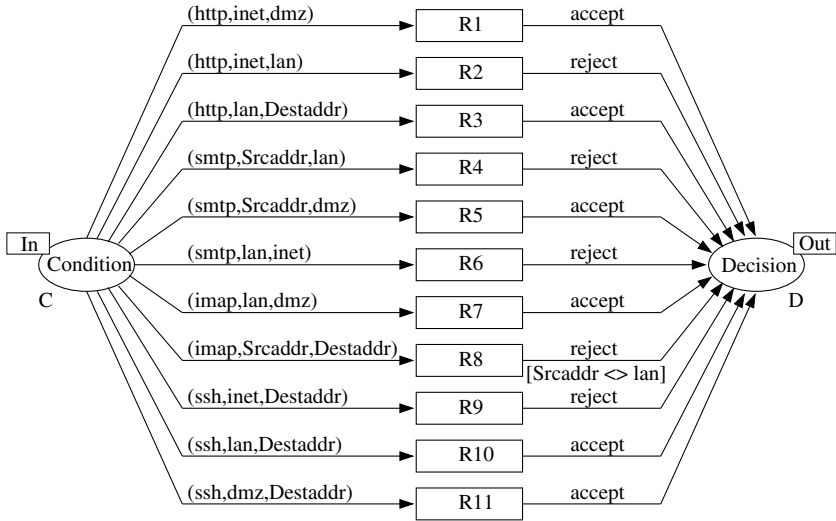 (http,inet,dmz) R1 accept
(http,inet,lan) R2 reject
(http,lan,Destaddr) R3 accept
(smtp,Srcaddr,lan) R4 reject
(smtp,Srcaddr,dmz) R5 accept
In Out
Condition (smtp,lan,inet) R6 reject Decision
C D
(imap,lan,dmz) R7 accept
(imap,Srcaddr,Destaddr) R8 reject
[Srcaddr <> lan]
(ssh,inet,Destaddr) R9 reject
(ssh,lan,Destaddr) R10 accept
(ssh,dmz,Destaddr) R11 accept